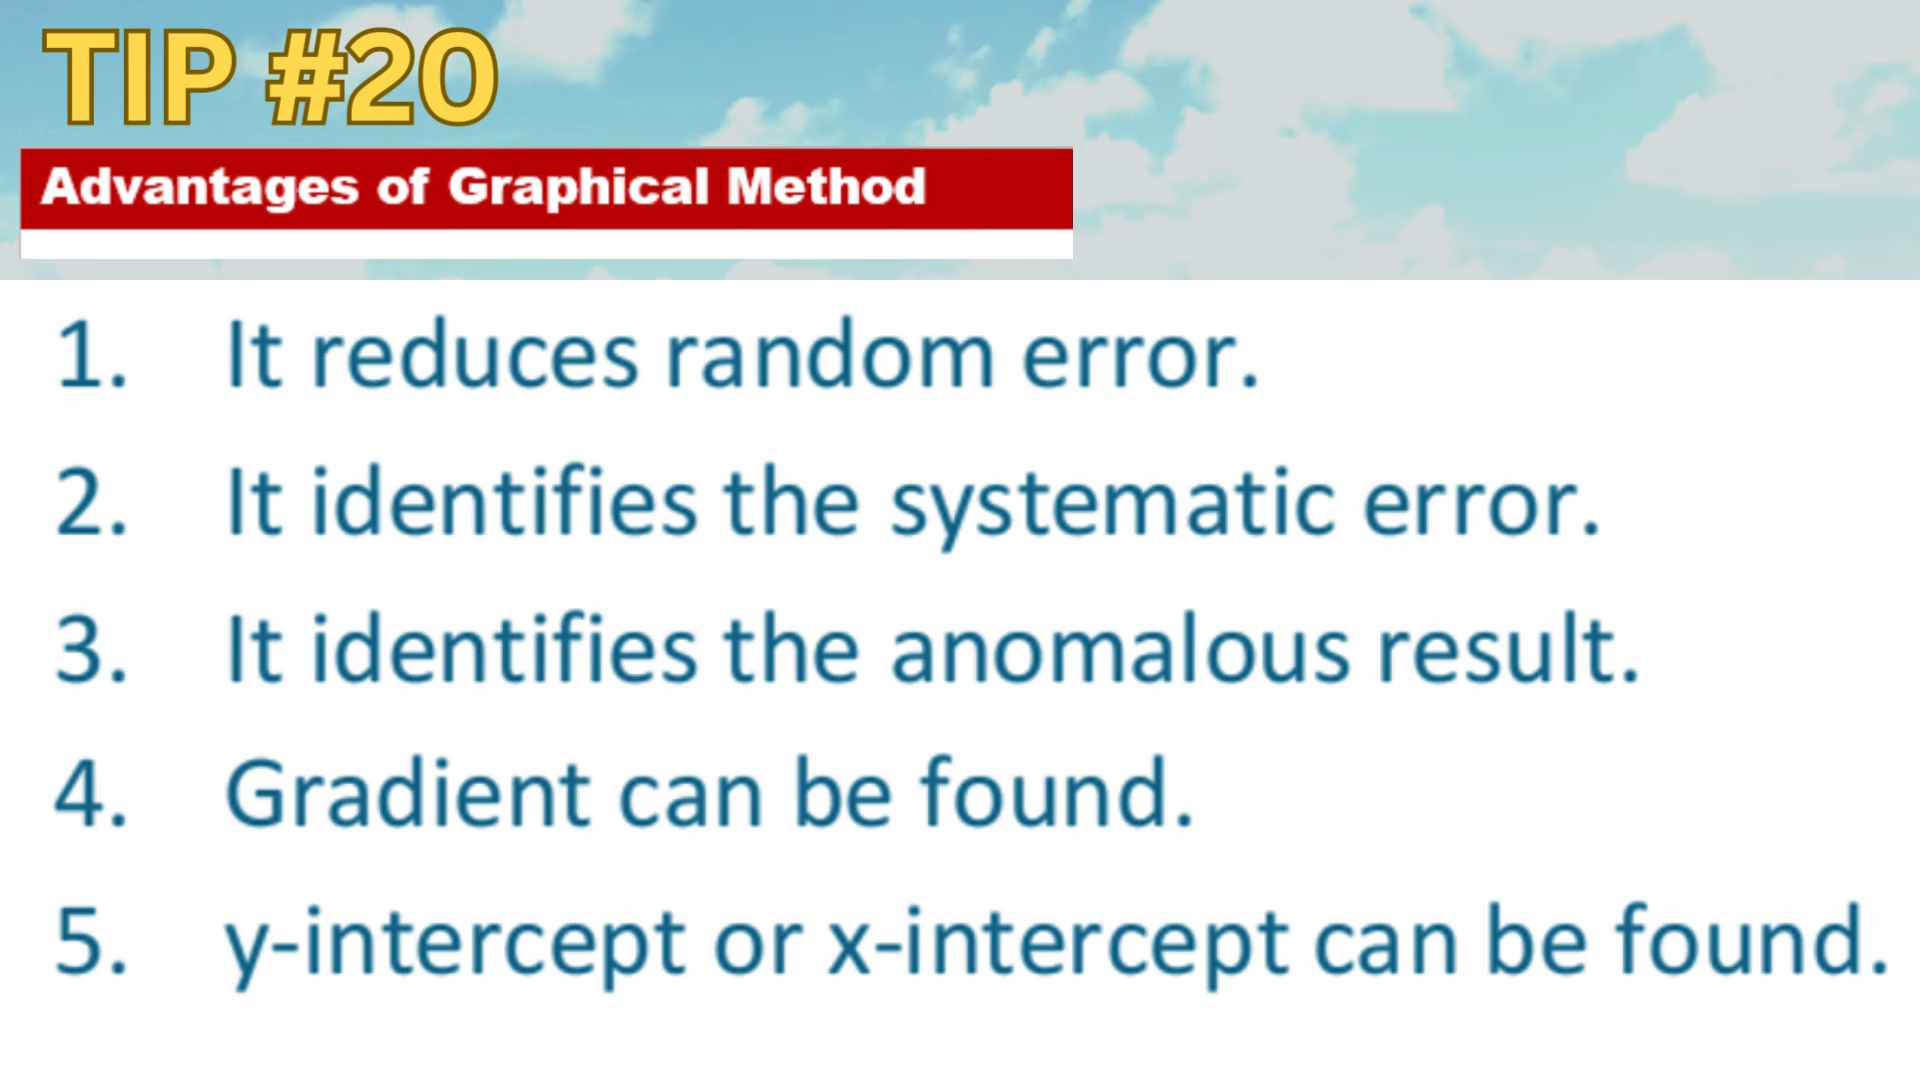 TIP #20
Advantages of Graphical Method
1. It reduces random error.
2. It identifies the systematic error.
3. It identifies the anomalous result.
4. Gradient can be found.
5. y-intercept or x-intercept can be found.